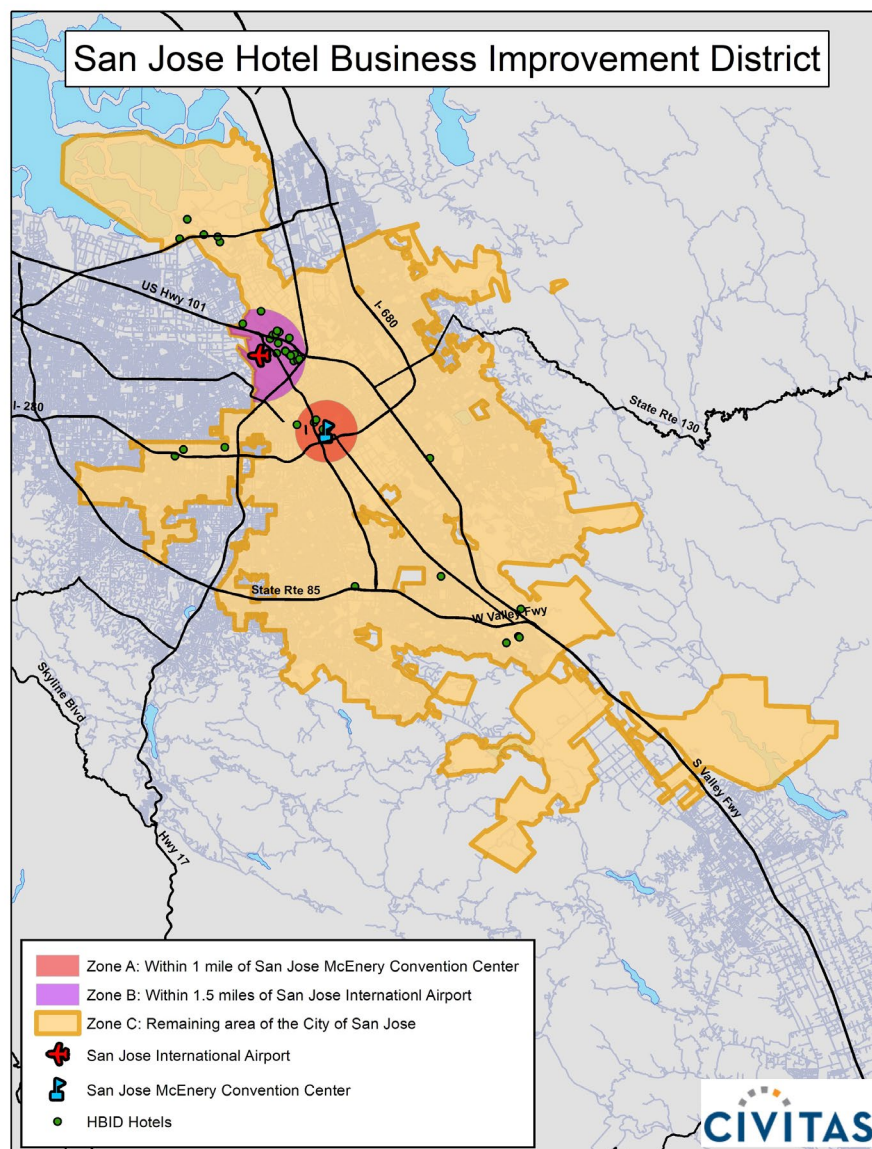 San Jose Hotel Business Improvement District
US Hwy 101
I- 680
State Rte 130
I- 280
State Rte 85
W Valley Fwy
Skyline Blvd
S Valley Fwy
Hwy 17
Zone A: Within 1 mile of San Jose McEnery Convention Center
Zone B: Within 1.5 miles of San Jose Internationl Airport
Zone C: Remaining area of the City of San Jose
San Jose International Airport
San Jose McEnery Convention Center
HBID Hotels
CIVITAS